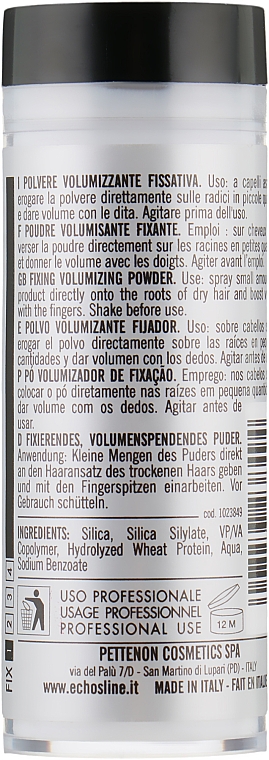 I POLVERE VOLUMIZZANTE FISSATIVA. Uso: a capelli
erogare la polvere direttamente sulle radici in piccole
e dare volume con le dita. Agitare prima dell'uso.
F POUDRE VOLUMISANTE FIXANTE. Emploi : sur cheveux
verser la poudre directement sur les racines en petites
et donner le volume avec les doigts. Agiter avant l'emploi.
GB FIXING VOLUMIZING POWDER. Use: spray small
product directly onto the roots of dry hair and boost
with the fingers. Shake before use.
E POLVO VOLUMIZANTE FIJADOR. Uso: sobre cabellos
erogar el polvo directamente sobre las raíces en
cantidades y dar volumen con los dedos. Agitar antes de
P PÓ VOLUMIZADOR DE FIXAÇÃO. Emprego: nos cabelos
colocar o pó diretamente nas raízes em pequena
dar volume com os dedos. Agitar antes de
usar.
D FIXIERENDES, VOLUMENSPENDENDES PUDER.
Anwendung: Kleine Mengen des Puders direkt
an den Haaransatz des trockenen Haars geben
und mit den Fingerspitzen einarbeiten. Vor
Gebrauch schütteln.
cod. 1023849
INGREDIENTS: Silica, Silica Silylate, VP/VA
Copolymer, Hydrolyzed Wheat Protein, Aqua,
Sodium Benzoate
FIX 1 2 3 4
USO PROFESSIONALE
USAGE PROFESSIONNEL
PROFESSIONAL USE
12 M
PETTENON COSMETICS SPA
via del Palù 7/D - San Martino di Lupari (PD) - ITALY
www.echosline.it MADE IN ITALY - FAIT EN ITALIE